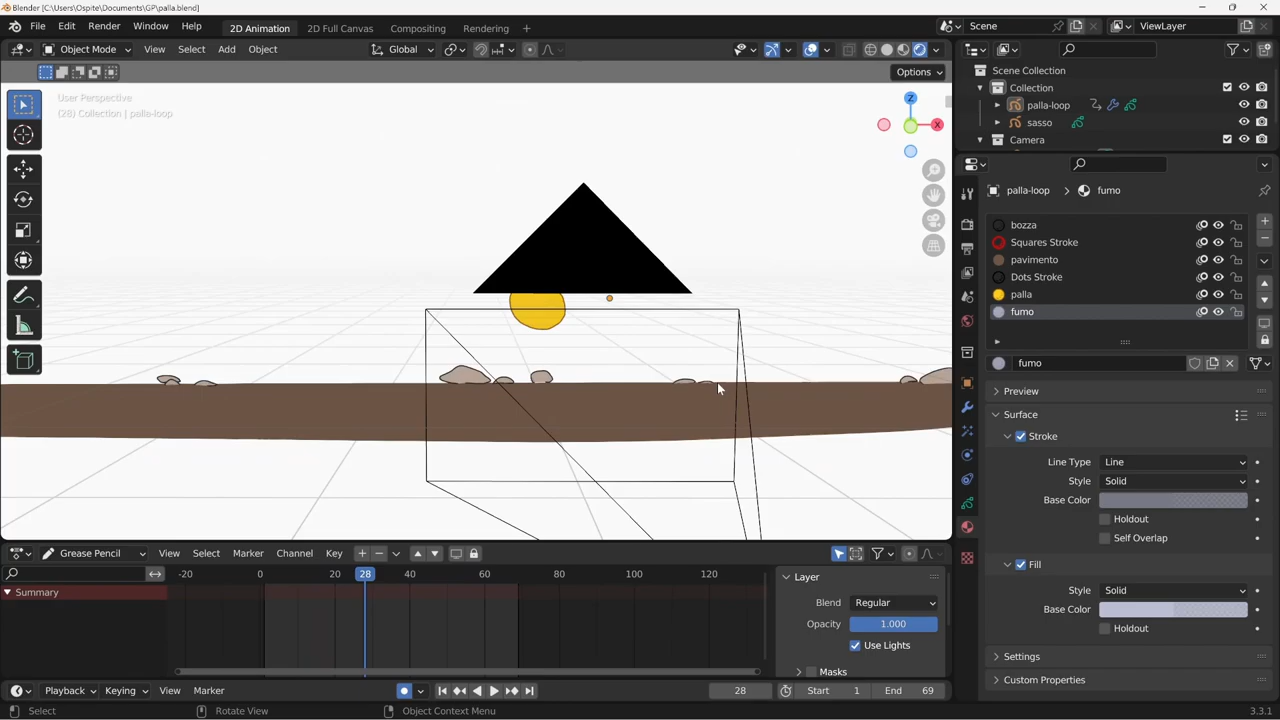 Blender [C:\Users\Ospite\Documents\GP\palla.blend]
File Edit Render Window Help 2D Animation 2D Full Canvas Compositing Rendering + Scene ViewLayer
Object Mode View Select Add Object Global
Options
User Perspective
(28) Collection | palla-loop
Z
X
Scene Collection
Collection
palla-loop
sasso
Camera
palla-loop > fumo
bozza
Squares Stroke
pavimento
Dots Stroke
palla
fumo
fumo
Preview
Surface
Stroke
Line Type Line
Style Solid
Base Color
Holdout
Self Overlap
Fill
Style Solid
Base Color
Holdout
Settings
Custom Properties
Grease Pencil View Select Marker Channel Key
-20 0 20 28 40 60 80 100 120
Summary
Layer
Blend Regular
Opacity 1.000
Use Lights
Masks
Playback Keying View Marker 28 Start 1 End 69
Select Rotate View Object Context Menu 3.3.1